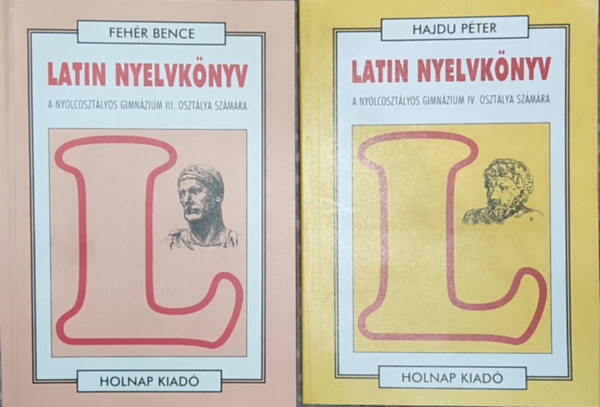 FEHÉR BENCE
LATIN NYELVKÖNYV
A NYOLCOSZTÁLYOS GIMNÁZIUM III. OSZTÁLYA SZÁMÁRA
L
HOLNAP KIADÓ
HAJDU PÉTER
LATIN NYELVKÖNYV
A NYOLCOSZTÁLYOS GIMNÁZIUM IV. OSZTÁLYA SZÁMÁRA
L
HOLNAP KIADÓ